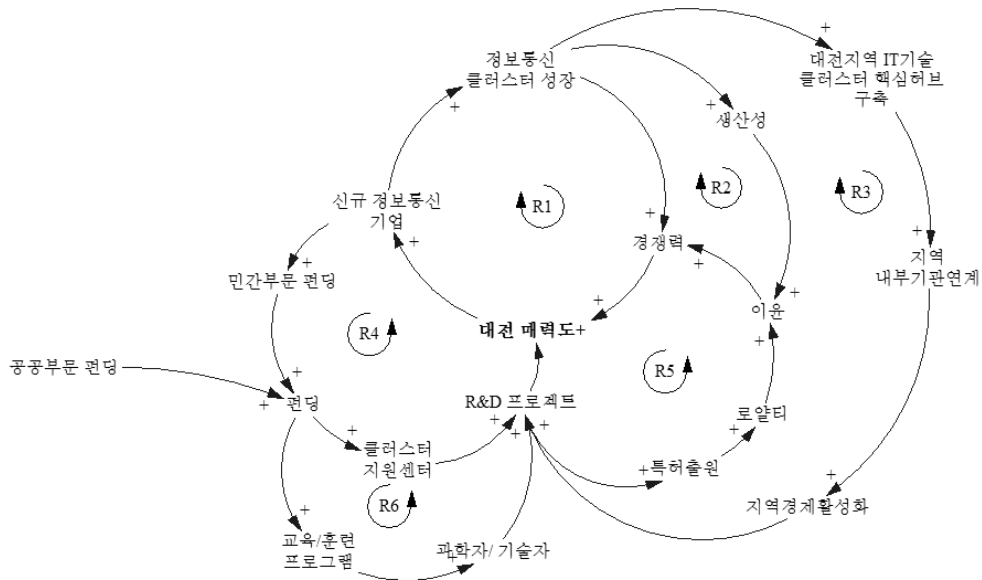 정보통신
클러스터 성장
+
+
대전지역 IT기술
클러스터 핵심허브
구축
+
생산성
R1
R2
R3
신규 정보통신
기업
+
+
경쟁력
+
+
지역
내부기관연계
+
민간부문 펀딩
+
이윤
+
+
대전 매력도+
R4
+
R5
공공부문 펀딩
+
+
펀딩
R&D 프로젝트
+
+
+
로얄티
+
+
클러스터
지원센터
+특허출원
+
지역경제활성화
R6
+
교육/훈련
프로그램
+
과학자/ 기술자